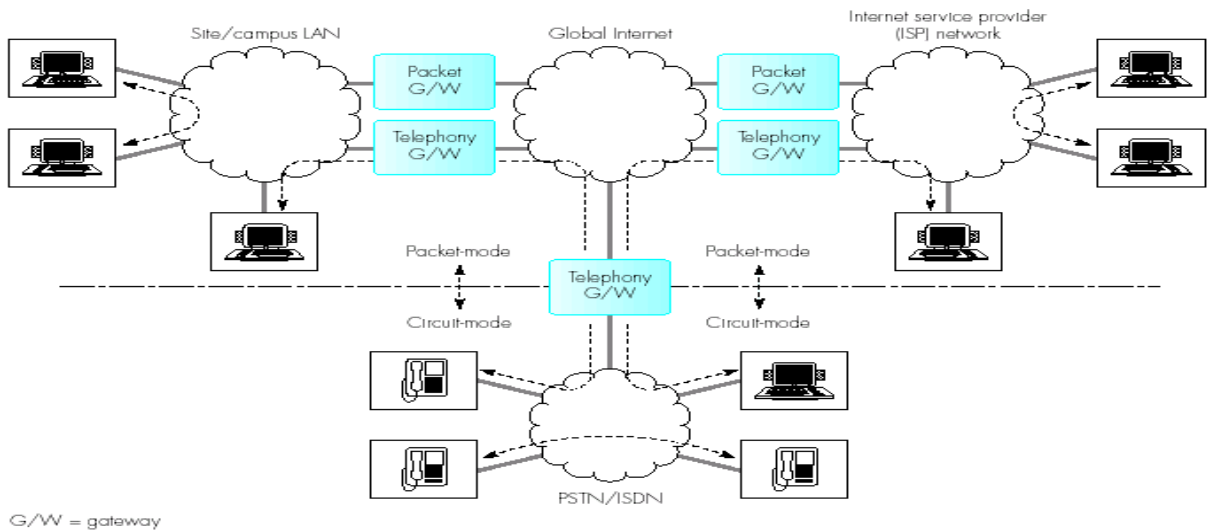 Site/campus LAN
Global Internet
Internet service provider
(ISP) network
Packet
G/W
Packet
G/W
Telephony
G/W
Telephony
G/W
Packet-mode
Packet-mode
Telephony
G/W
Circuit-mode
Circuit-mode
PSTN/ISDN
G/W = gateway